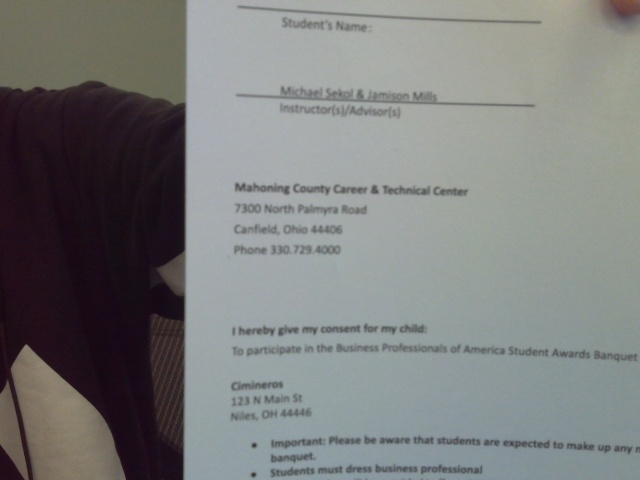 Student's Name:
Michael Sekol & Jamison Mills
Instructor(s)/Advisor(s)
Mahoning County Career & Technical Center
7300 North Palmyra Road
Canfield, Ohio 44406
Phone 330.729.4000
I hereby give my consent for my child:
To participate in the Business Professionals of America Student Awards Banquet
Cimineros
123 N Main St
Niles, OH 44446
• Important: Please be aware that students are expected to make up any
banquet.
• Students must dress business professional